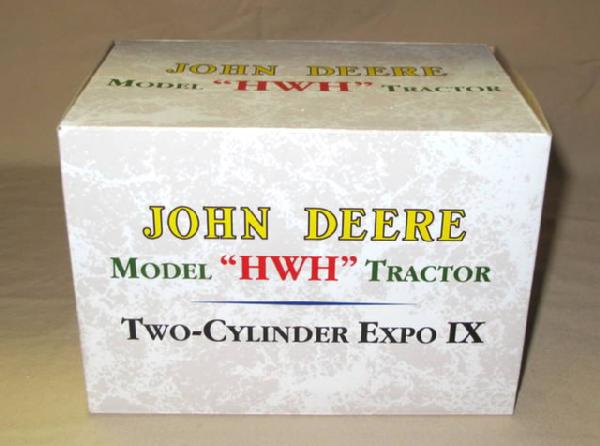 JOHN DEERE
MODEL “HWH” TRACTOR
JOHN DEERE
MODEL “HWH” TRACTOR
TWO-CYLINDER EXPO IX